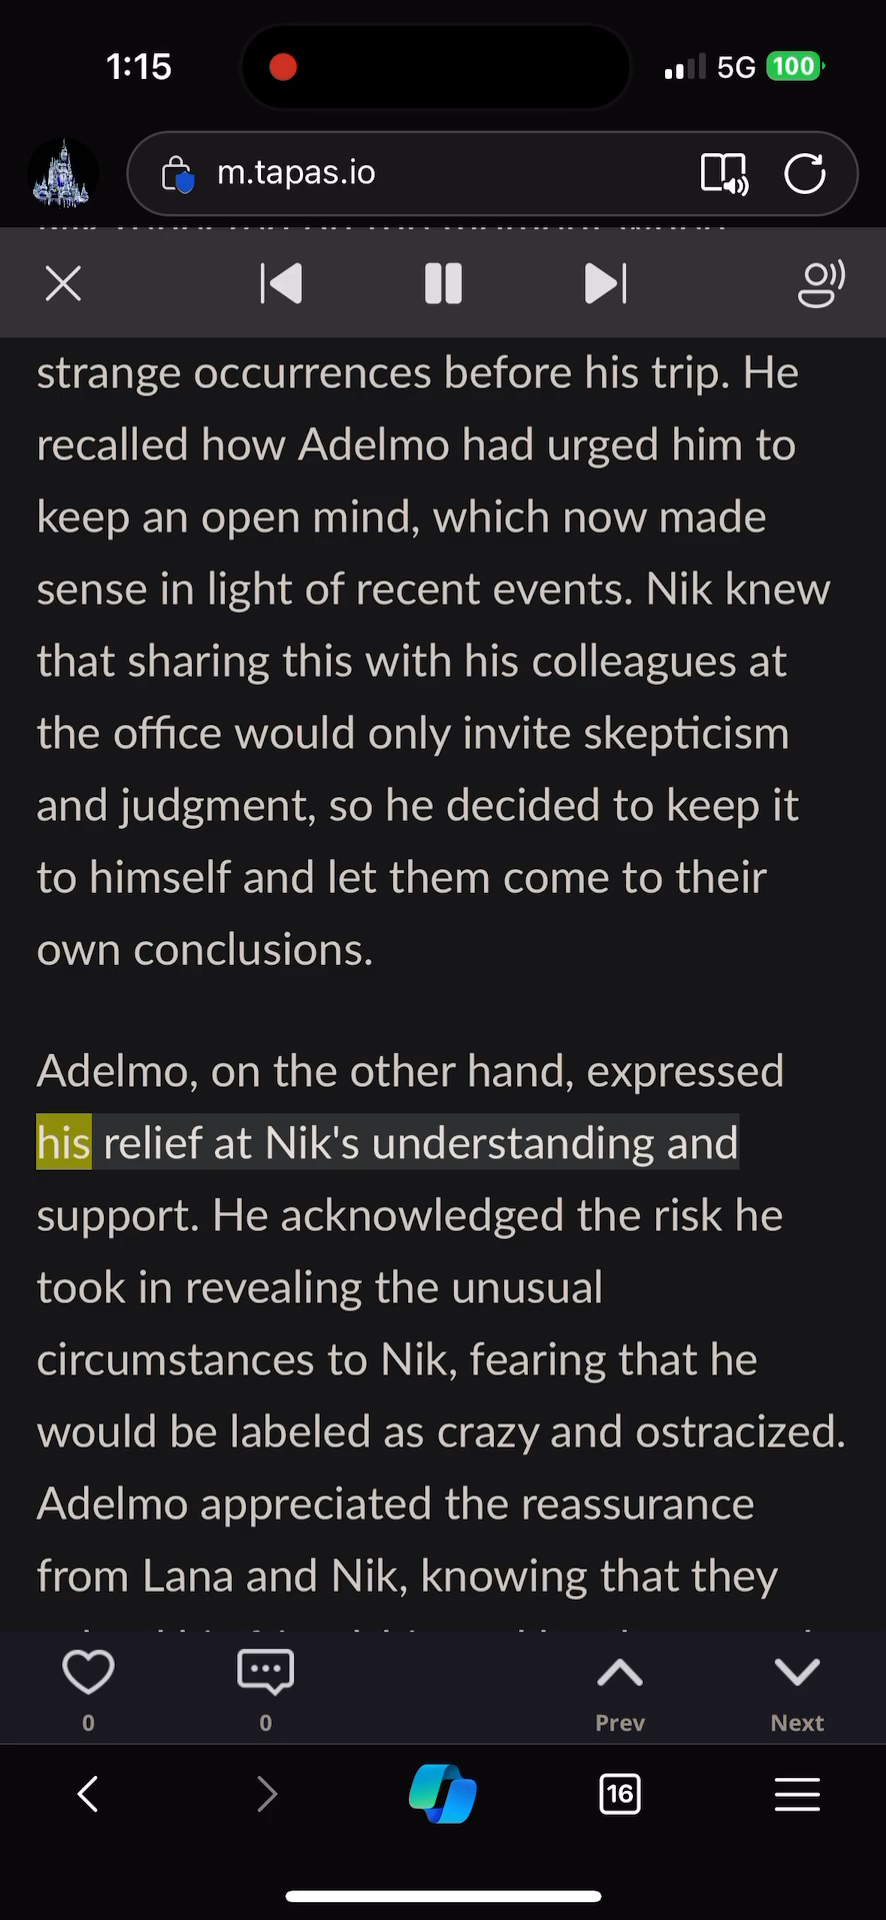 1:15
5G
100
m.tapas.io
strange occurrences before his trip. He
recalled how Adelmo had urged him to
keep an open mind, which now made
sense in light of recent events. Nik knew
that sharing this with his colleagues at
the office would only invite skepticism
and judgment, so he decided to keep it
to himself and let them come to their
own conclusions.
Adelmo, on the other hand, expressed
his relief at Nik's understanding and
support. He acknowledged the risk he
took in revealing the unusual
circumstances to Nik, fearing that he
would be labeled as crazy and ostracized.
Adelmo appreciated the reassurance
from Lana and Nik, knowing that they
0
0
Prev
Next
16